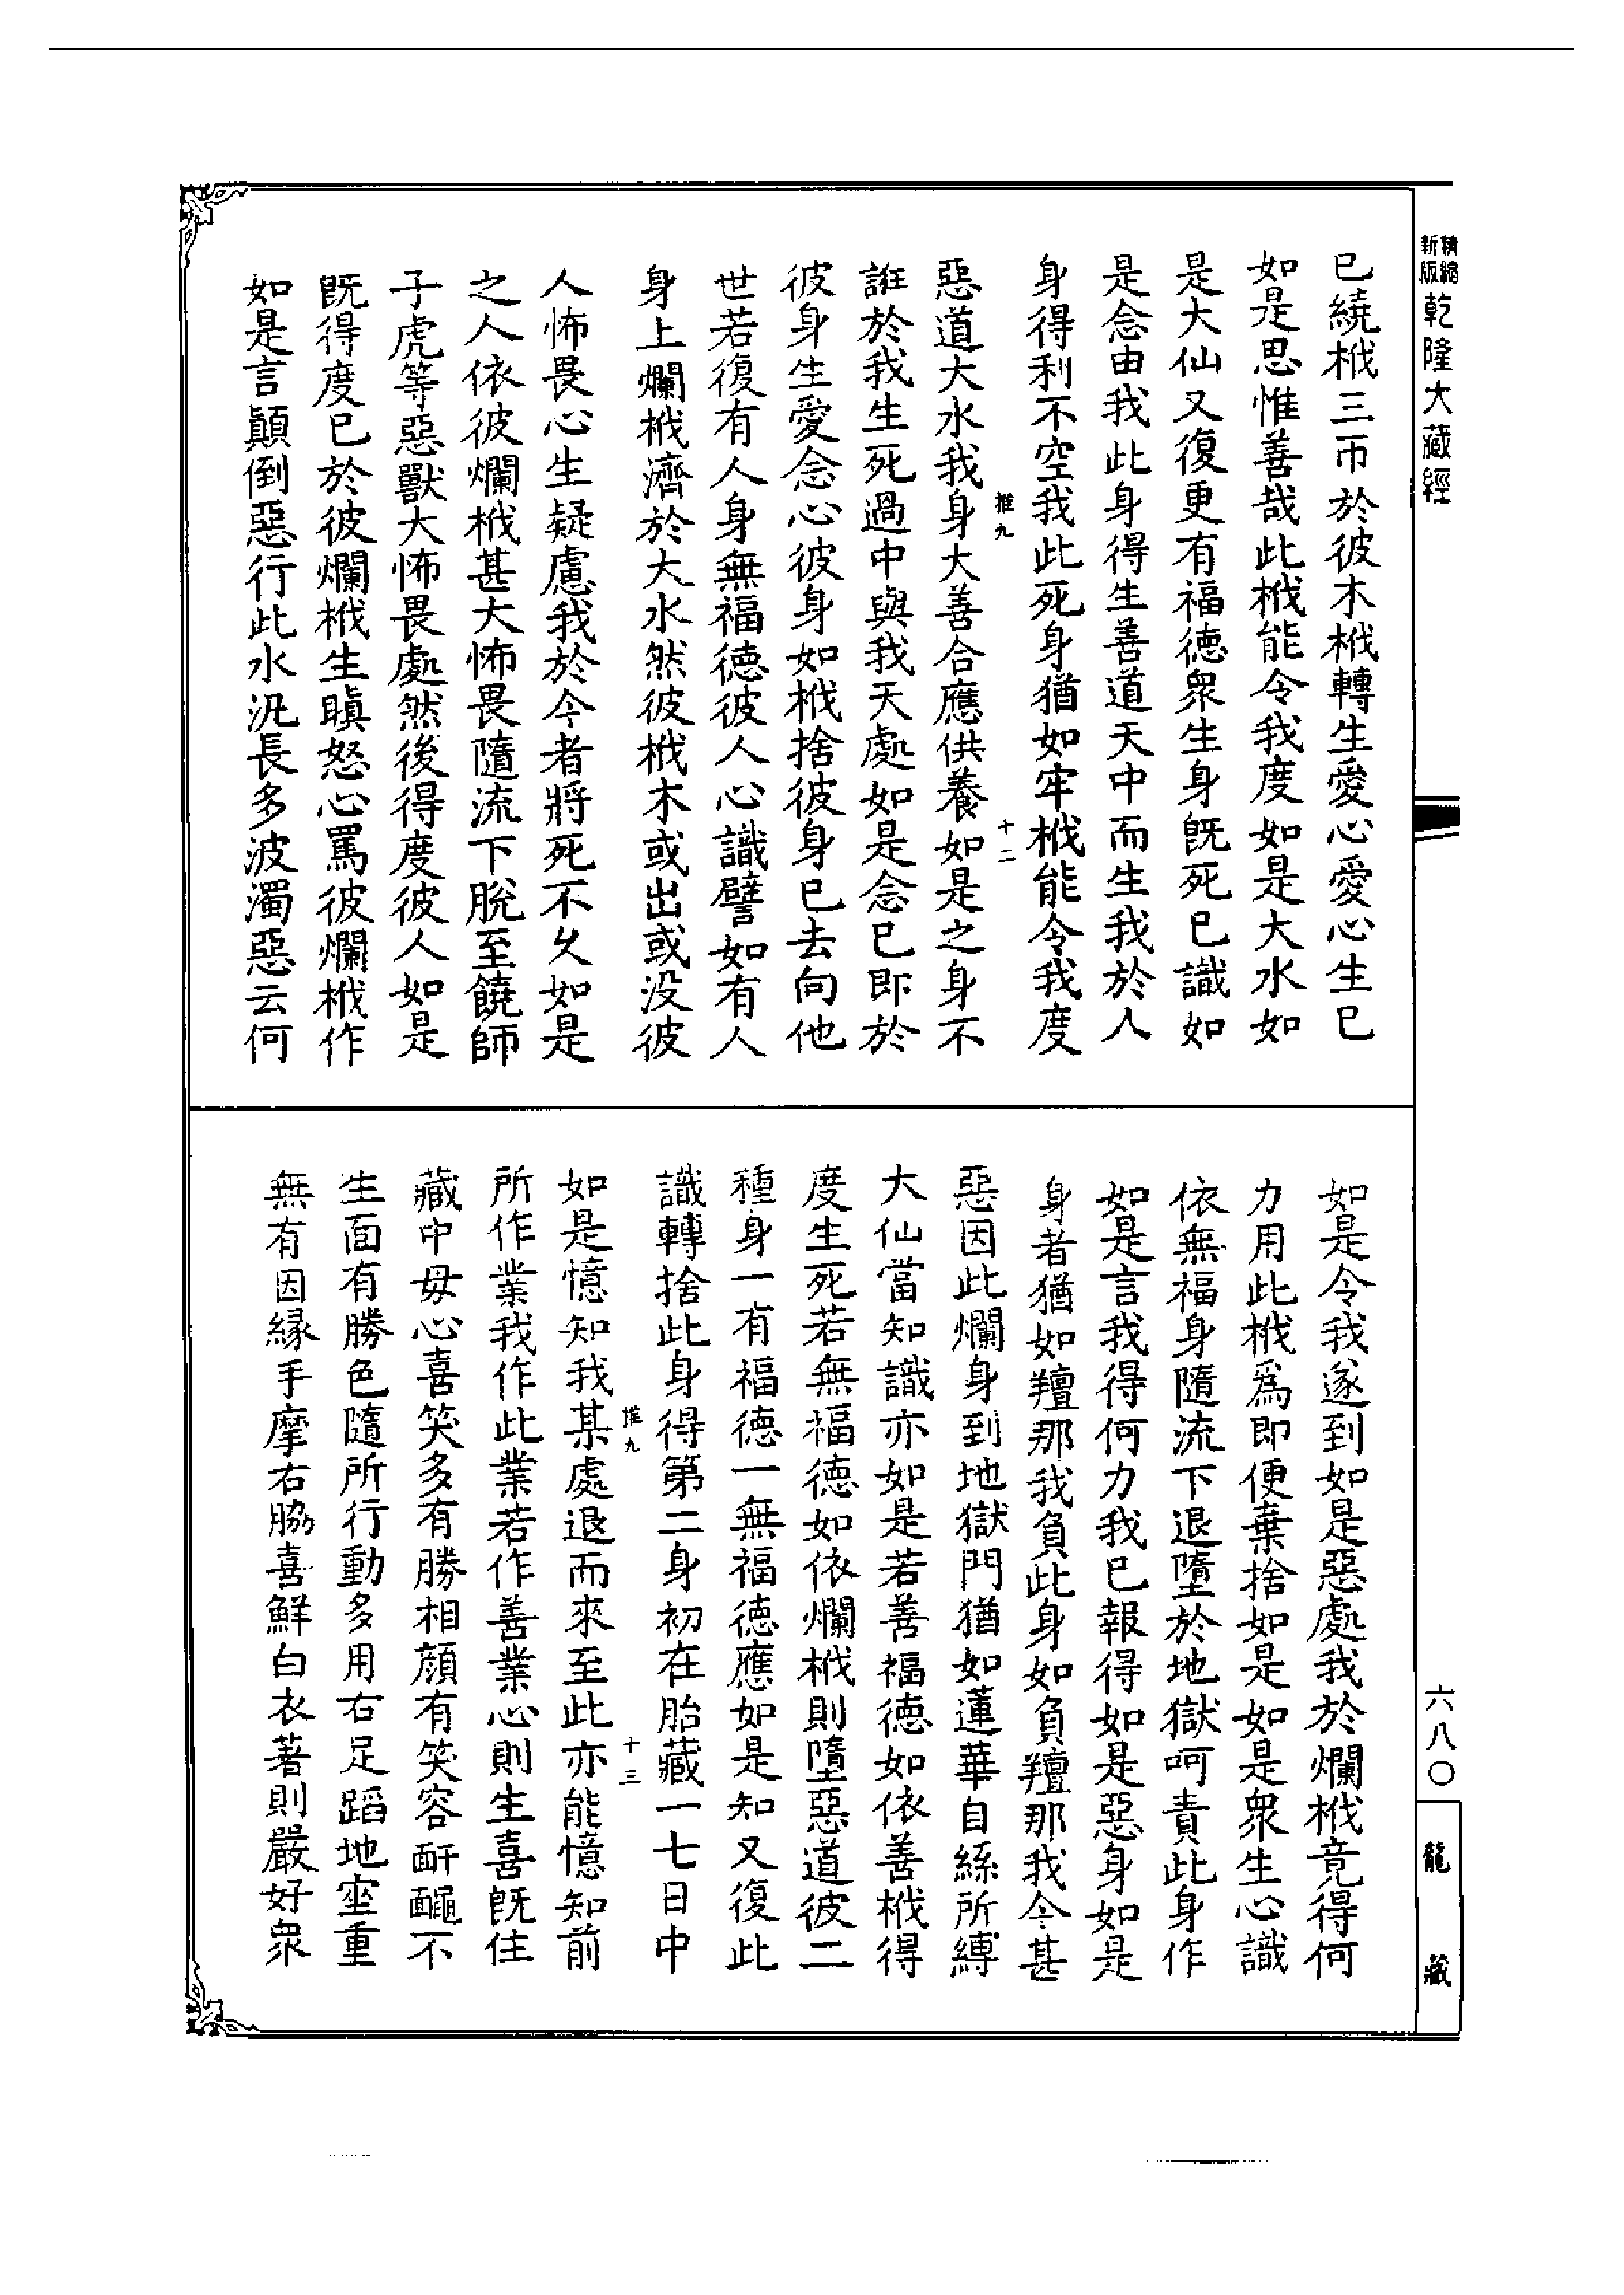 精縮新版乾隆大藏經
已繞栰三帀於彼木栰轉生愛心愛心生已
如是思惟善哉此栰能令我度如是大水如
是大仙又復更有福德衆生身旣死已識如
是念由我此身得生善道天中而生我於人
身得利不空我此死身猶如牢栰能令我度
推九 十二
惡道大水我身大善合應供養如是之身不
誑於我生死過中與我天處如是念已即於
彼身生愛念心彼身如栰捨彼身已去向他
世若復有人身無福德彼人心識譬如有人
身上爛栰濟於大水然彼栰木或出或没彼
人怖畏心生疑慮我於今者將死不久如是
之人依彼爛栰甚大怖畏隨流下脫至饒師
子虎等惡獸大怖畏處然後得度彼人如是
旣得度已於彼爛栰生瞋怒心罵彼爛栰作
如是言顛倒惡行此水汎長多波濁惡云何
如是令我遂到如是惡處我於爛栰竟得何
力用此栰爲即便棄捨如是如是衆生心識
依無福身隨流下退墮於地獄呵責此身作
如是言我得何力我已報得如是惡身如是
身者猶如羶那我負此身如負羶那我今甚
惡因此爛身到地獄門猶如蓮華自絲所縛
大仙當知識亦如是若善福德如依善栰得
度生死若無福德如依爛栰則墮惡道彼二
種身一有福德一無福德應如是知又復此
識轉捨此身得第二身初在胎藏一七日中
推九 十三
如是憶知我某處退而來至此亦能憶知前
所作業我作此業若作善業心則生喜旣住
藏中毋心喜笑多有勝相顏有笑容䵟䵳不
生面有勝色隨所行動多用右足蹈地坐重
無有因緣手摩右脇喜鮮白衣著則嚴好衆
六八〇
龍藏